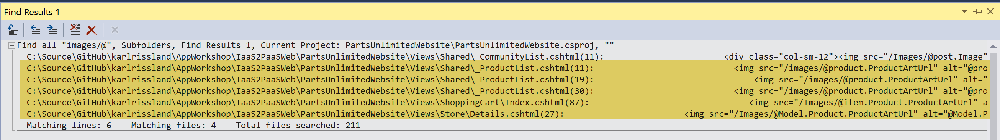 Find Results 1
Find all "images/@", Subfolders, Find Results 1, Current Project: PartsUnlimitedWebsite\PartsUnlimitedWebsite.csproj, ""
C:\Source\GitHub\karlrissland\AppWorkshop\IaaS2PaaSWeb\PartsUnlimitedWebsite\Views\Shared\_CommunityList.cshtml(11): <div class="col-sm-12"><img src="/Images/@post.Image"
C:\Source\GitHub\karlrissland\AppWorkshop\IaaS2PaaSWeb\PartsUnlimitedWebsite\Views\Shared\_ProductList.cshtml(11): <img src="/images/@product.ProductArtUrl" alt="@pro
C:\Source\GitHub\karlrissland\AppWorkshop\IaaS2PaaSWeb\PartsUnlimitedWebsite\Views\Shared\_ProductList.cshtml(19): <img src="/images/@product.ProductArtUrl" alt="
C:\Source\GitHub\karlrissland\AppWorkshop\IaaS2PaaSWeb\PartsUnlimitedWebsite\Views\Shared\_ProductList.cshtml(30): <img src="/images/@product.ProductArtUrl" alt="@pro
C:\Source\GitHub\karlrissland\AppWorkshop\IaaS2PaaSWeb\PartsUnlimitedWebsite\Views\ShoppingCart\Index.cshtml(87): <img src="/Images/@item.Product.ProductArtUrl" a
C:\Source\GitHub\karlrissland\AppWorkshop\IaaS2PaaSWeb\PartsUnlimitedWebsite\Views\Store\Details.cshtml(27): <img src="/Images/@Model.Product.ProductArtUrl" alt="@Model.P
Matching lines: 6 Matching files: 4 Total files searched: 211